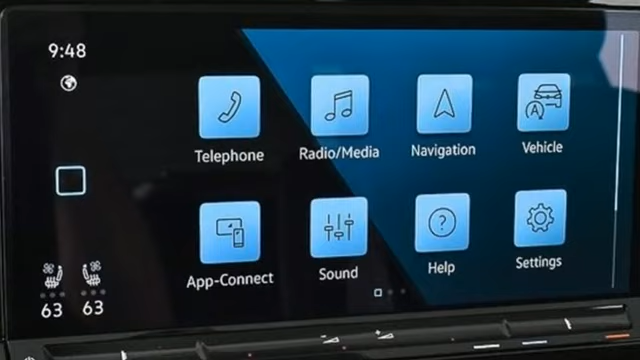 9:48
Telephone
Radio/Media
Navigation
Vehicle
App-Connect
Sound
Help
Settings
63
63